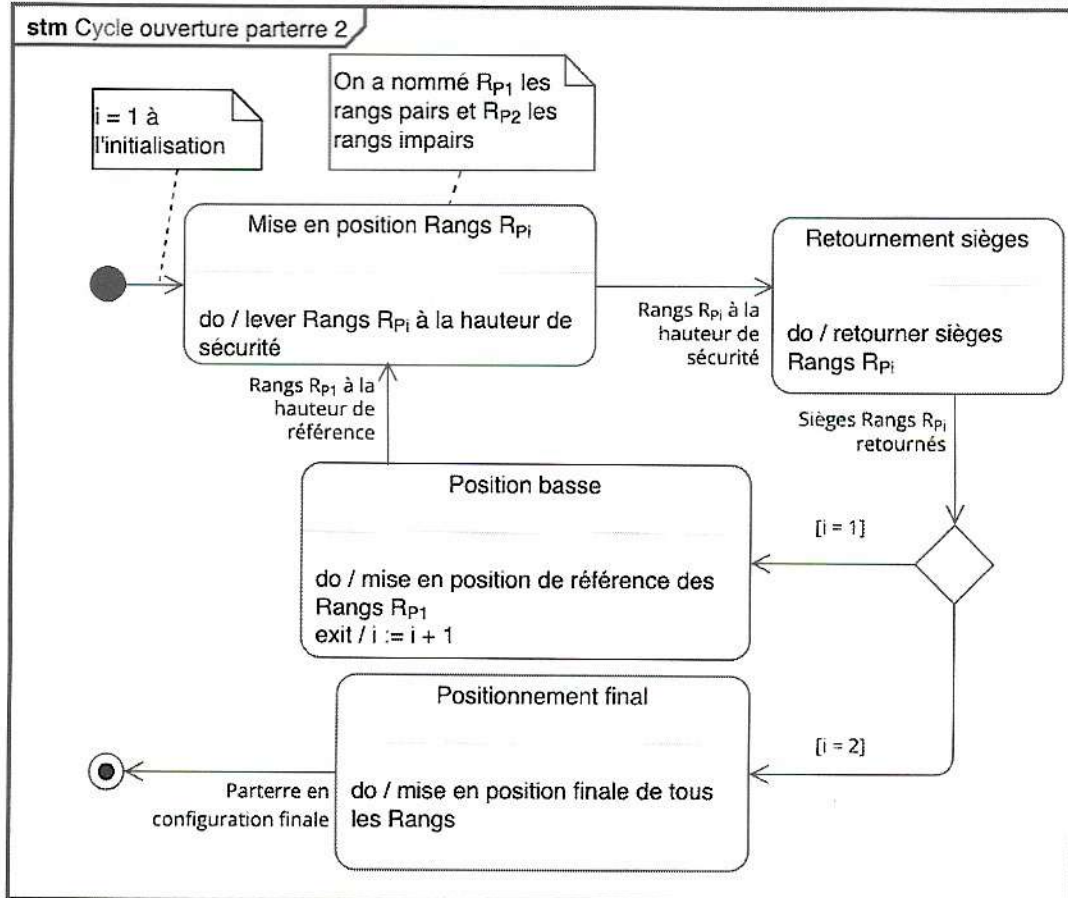 stm Cycle ouverture parterre 2
i = 1 à
l'initialisation
On a nommé RP1 les
rangs pairs et RP2 les
rangs impairs
Mise en position Rangs RPi
do / lever Rangs RPi à la hauteur de
sécurité
Rangs RPi à la
hauteur de
sécurité
Retournement sièges
do / retourner sièges
Rangs RPi
Rangs RP1 à la
hauteur de
référence
Sièges Rangs RPi
retournés
Position basse
do / mise en position de référence des
Rangs RP1
exit / i := i + 1
[i = 1]
Positionnement final
do / mise en position finale de tous
les Rangs
[i = 2]
Parterre en
configuration finale